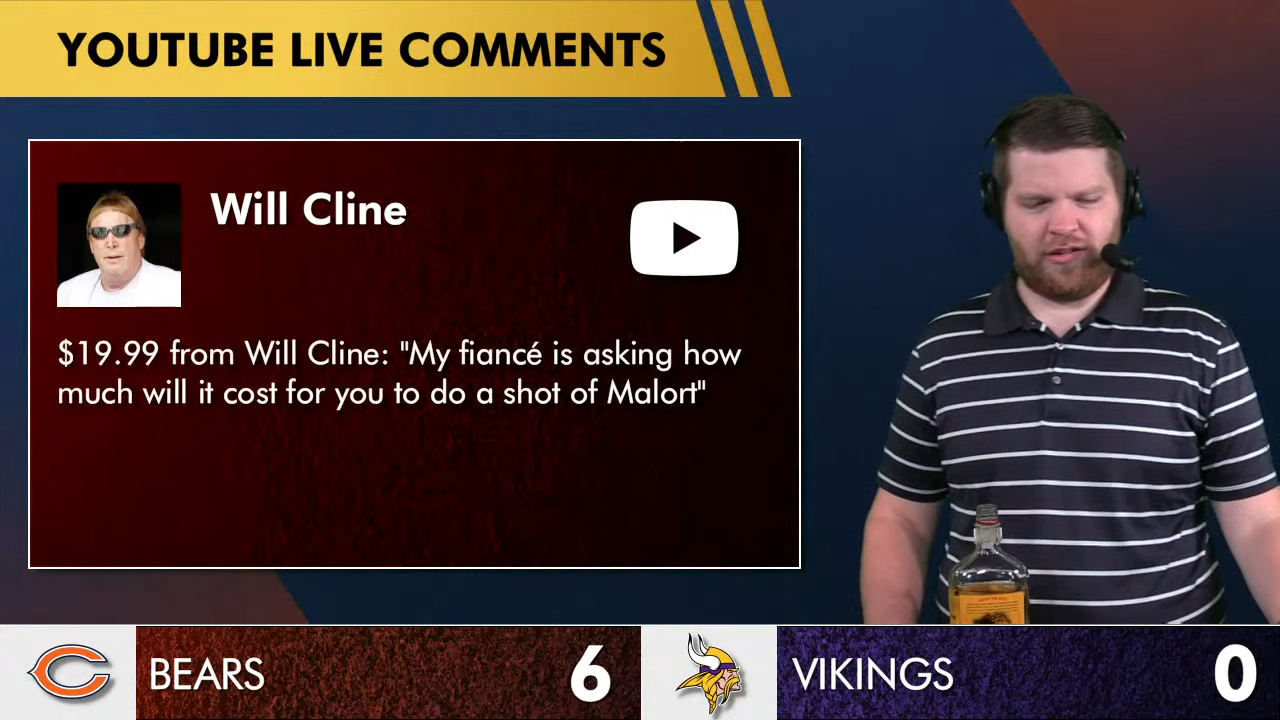 YOUTUBE LIVE COMMENTS
Will Cline
$19.99 from Will Cline: "My fiancé is asking how
much will it cost for you to do a shot of Malort"
BEARS 6 VIKINGS 0